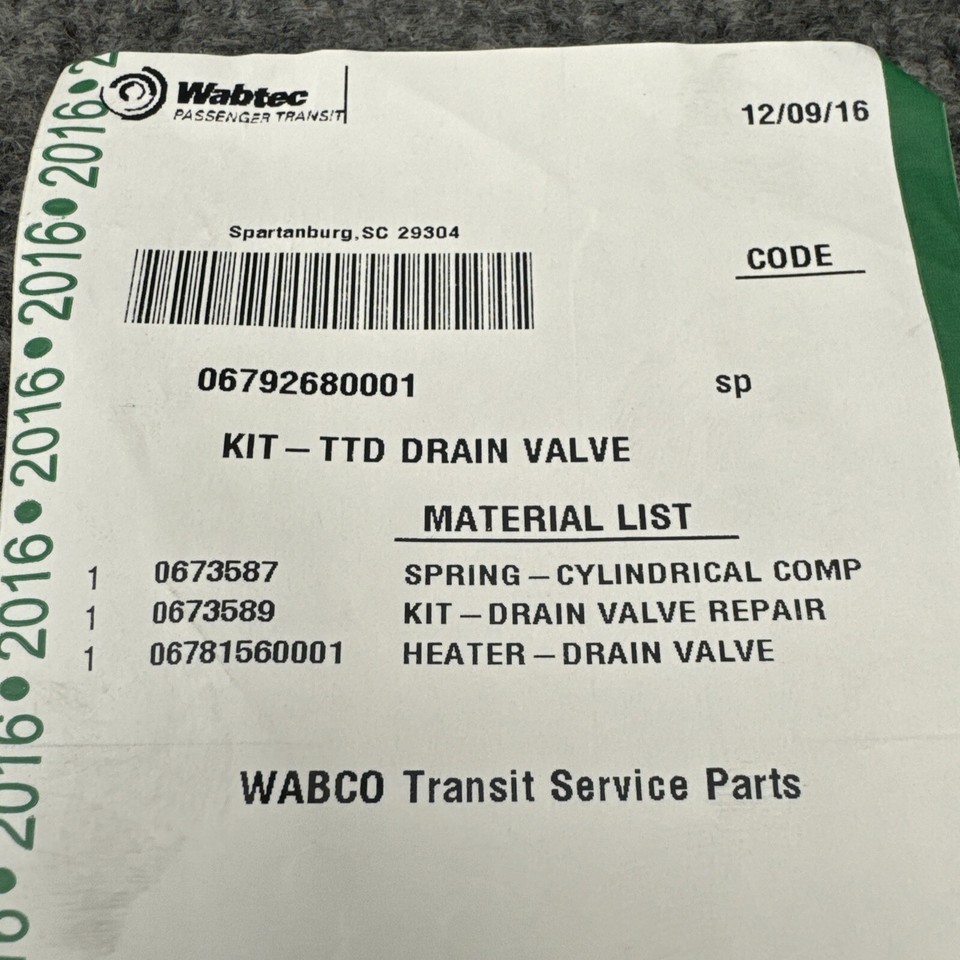 Wabtec
PASSENGER TRANSIT
12/09/16
Spartanburg,SC 29304
CODE
06792680001 sp
KIT – TTD DRAIN VALVE
MATERIAL LIST
1 0673587 SPRING – CYLINDRICAL COMP
1 0673589 KIT – DRAIN VALVE REPAIR
1 06781560001 HEATER – DRAIN VALVE
WABCO Transit Service Parts
2016 • 2016 • 2016 • 2016 • 2016 • 2016 • 2